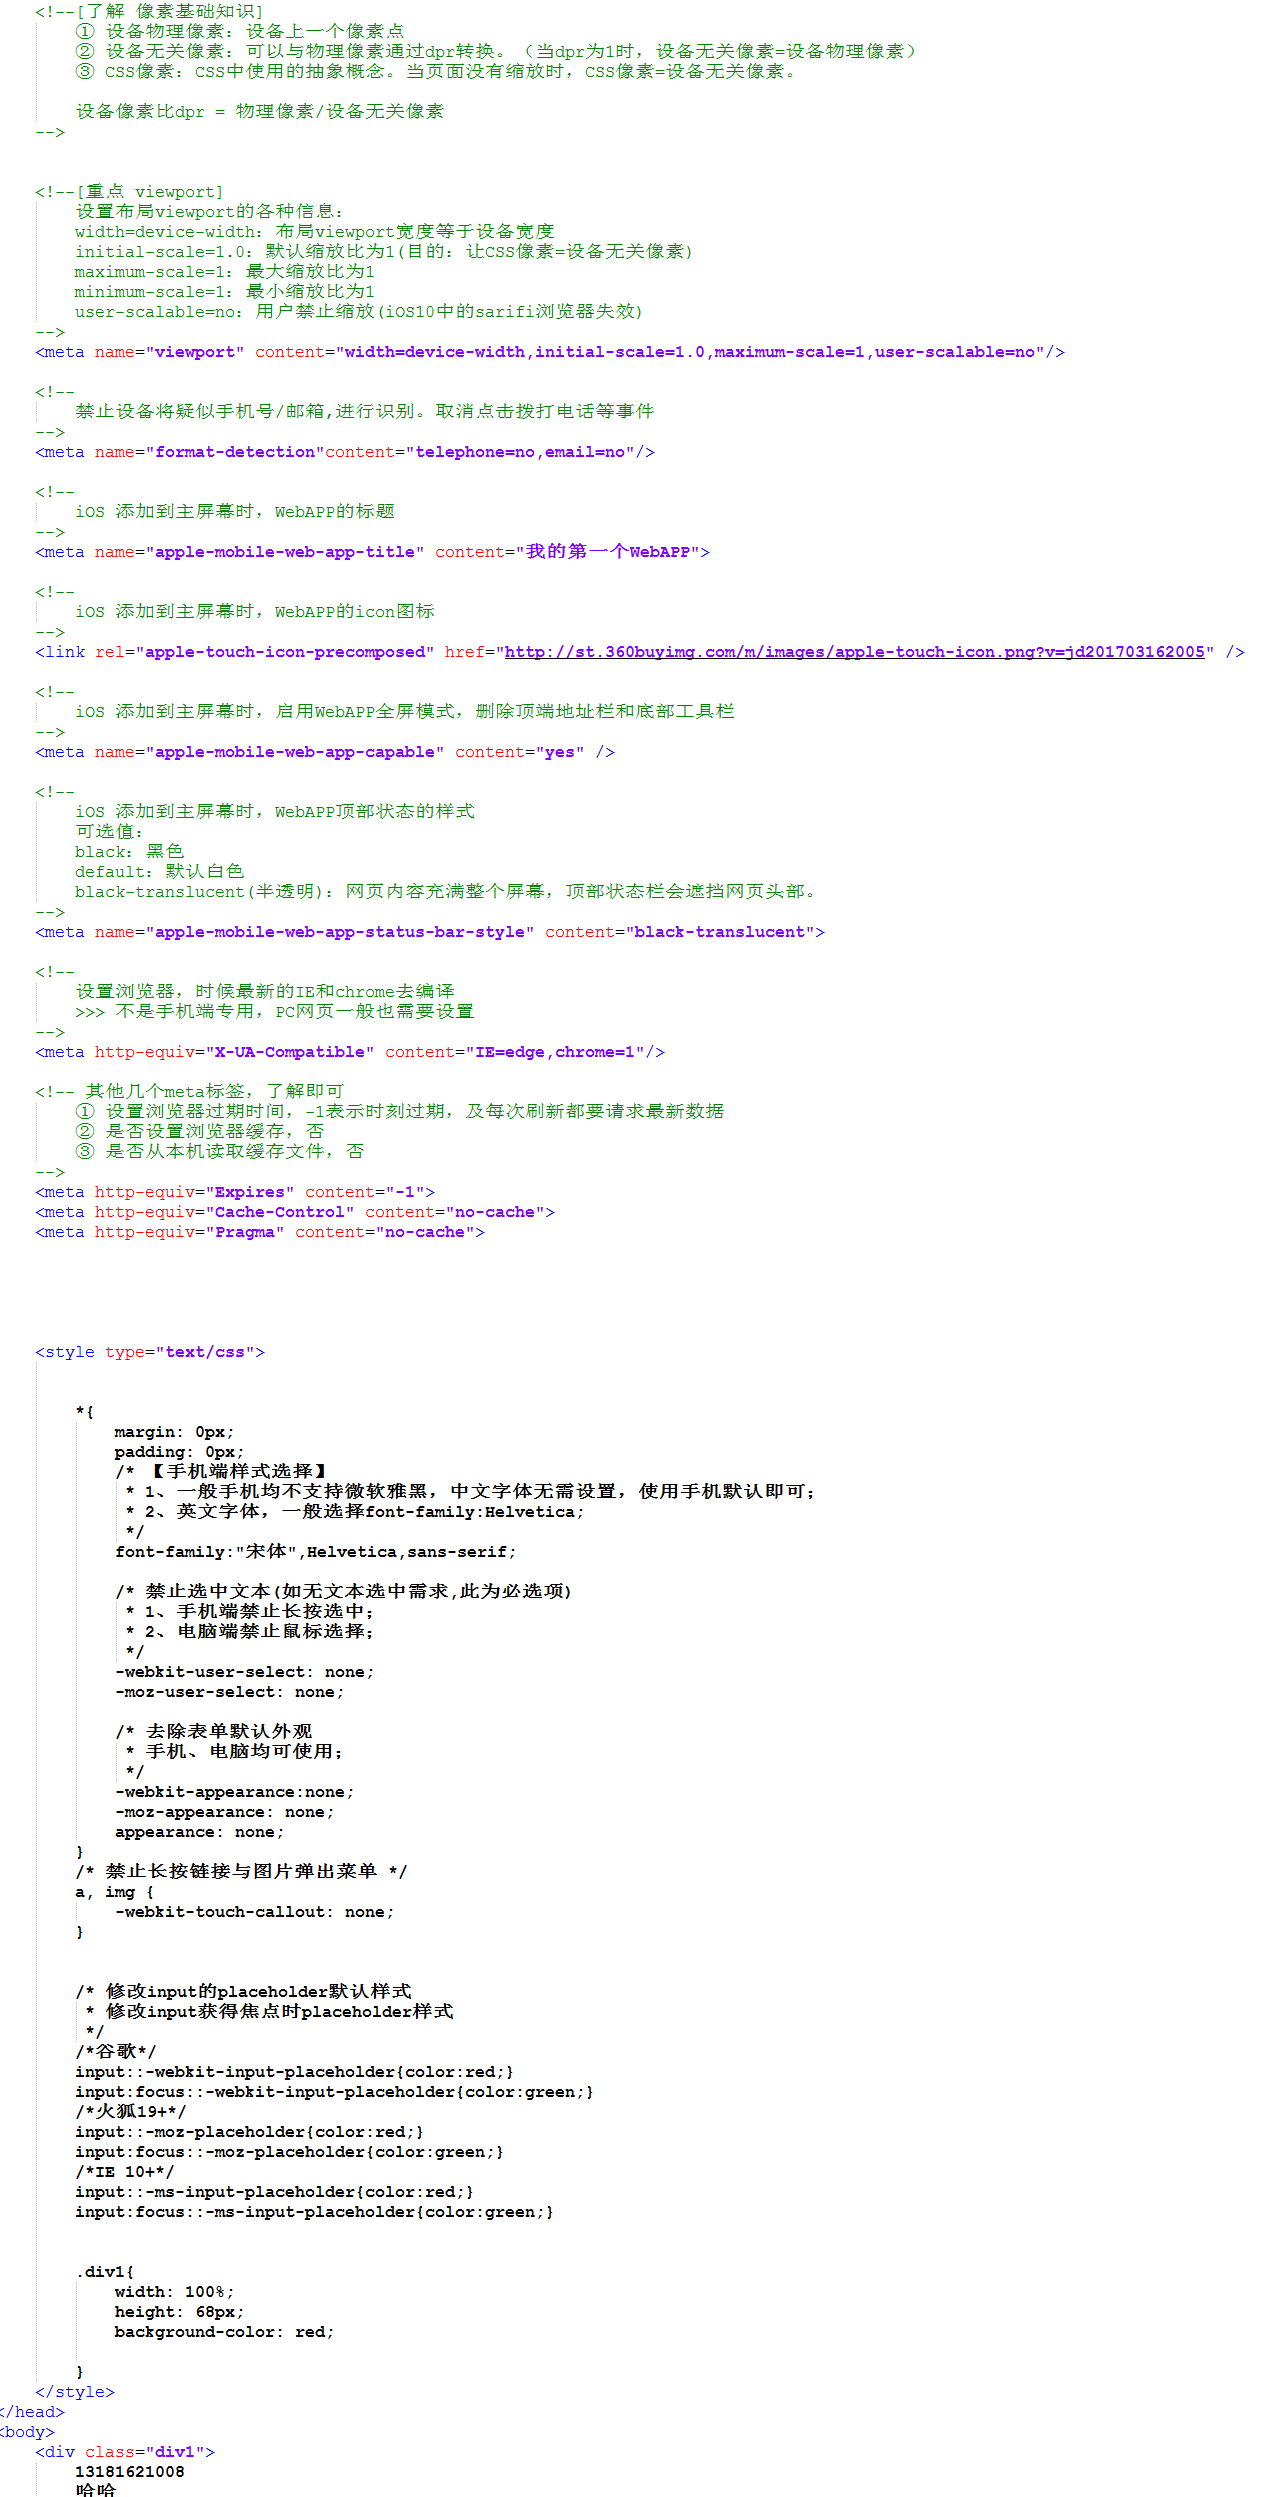 <!--[了解 像素基础知识]
① 设备物理像素：设备上一个像素点
② 设备无关像素：可以与物理像素通过dpr转换。（当dpr为1时，设备无关像素=设备物理像素）
③ CSS像素：CSS中使用的抽象概念。当页面没有缩放时，CSS像素=设备无关像素。
设备像素比dpr = 物理像素/设备无关像素
-->
<!--[重点 viewport]
设置布局viewport的各种信息：
width=device-width：布局viewport宽度等于设备宽度
initial-scale=1.0：默认缩放比为1(目的：让CSS像素=设备无关像素)
maximum-scale=1：最大缩放比为1
minimum-scale=1：最小缩放比为1
user-scalable=no：用户禁止缩放(iOS10中的sarifi浏览器失效)
-->
<meta name="viewport" content="width=device-width,initial-scale=1.0,maximum-scale=1,user-scalable=no"/>
<!--
禁止设备将疑似手机号/邮箱,进行识别。取消点击拨打电话等事件
-->
<meta name="format-detection"content="telephone=no,email=no"/>
<!--
iOS 添加到主屏幕时，WebAPP的标题
-->
<meta name="apple-mobile-web-app-title" content="我的第一个WebAPP">
<!--
iOS 添加到主屏幕时，WebAPP的icon图标
-->
<link rel="apple-touch-icon-precomposed" href="http://st.360buyimg.com/m/images/apple-touch-icon.png?v=jd201703162005" />
<!--
iOS 添加到主屏幕时，启用WebAPP全屏模式，删除顶端地址栏和底部工具栏
-->
<meta name="apple-mobile-web-app-capable" content="yes" />
<!--
iOS 添加到主屏幕时，WebAPP顶部状态的样式
可选值：
black：黑色
default：默认白色
black-translucent(半透明)：网页内容充满整个屏幕，顶部状态栏会遮挡网页头部。
-->
<meta name="apple-mobile-web-app-status-bar-style" content="black-translucent">
<!--
设置浏览器，时候最新的IE和chrome去编译
>>> 不是手机端专用，PC网页一般也需要设置
-->
<meta http-equiv="X-UA-Compatible" content="IE=edge,chrome=1"/>
<!-- 其他几个meta标签，了解即可
① 设置浏览器过期时间，-1表示时刻过期，及每次刷新都要请求最新数据
② 是否设置浏览器缓存，否
③ 是否从本机读取缓存文件，否
-->
<meta http-equiv="Expires" content="-1">
<meta http-equiv="Cache-Control" content="no-cache">
<meta http-equiv="Pragma" content="no-cache">
<style type="text/css">
*{
margin: 0px;
padding: 0px;
/* 【手机端样式选择】
* 1、一般手机均不支持微软雅黑，中文字体无需设置，使用手机默认即可；
* 2、英文字体，一般选择font-family:Helvetica;
*/
font-family:"宋体",Helvetica,sans-serif;
/* 禁止选中文本(如无文本选中需求,此为必选项)
* 1、手机端禁止长按选中；
* 2、电脑端禁止鼠标选择；
*/
-webkit-user-select: none;
-moz-user-select: none;
/* 去除表单默认外观
* 手机、电脑均可使用；
*/
-webkit-appearance:none;
-moz-appearance: none;
appearance: none;
}
/* 禁止长按链接与图片弹出菜单 */
a, img {
-webkit-touch-callout: none;
}
/* 修改input的placeholder默认样式
* 修改input获得焦点时placeholder样式
*/
/*谷歌*/
input::-webkit-input-placeholder{color:red;}
input:focus::-webkit-input-placeholder{color:green;}
/*火狐19+*/
input::-moz-placeholder{color:red;}
input:focus::-moz-placeholder{color:green;}
/*IE 10+*/
input::-ms-input-placeholder{color:red;}
input:focus::-ms-input-placeholder{color:green;}
.div1{
width: 100%;
height: 68px;
background-color: red;
}
</style>
</head>
<body>
<div class="div1">
13181621008
哈哈